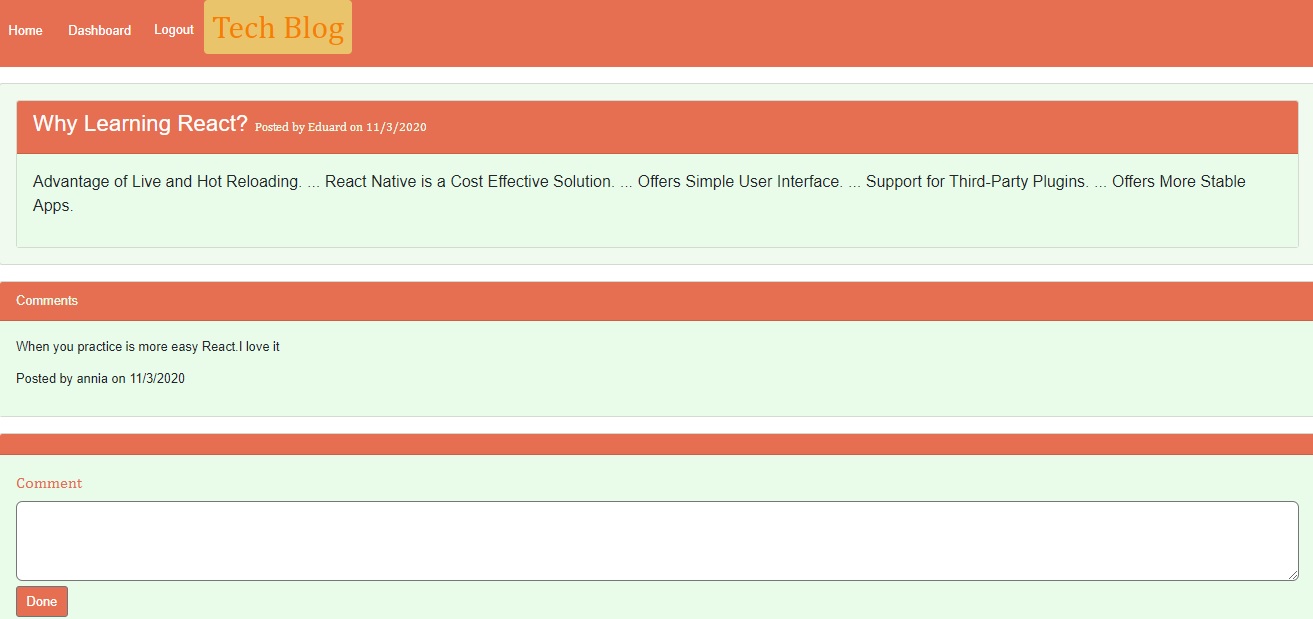 Home Dashboard Logout Tech Blog
Why Learning React? Posted by Eduard on 11/3/2020
Advantage of Live and Hot Reloading. ... React Native is a Cost Effective Solution. ... Offers Simple User Interface. ... Support for Third-Party Plugins. ... Offers More Stable
Apps.
Comments
When you practice is more easy React.I love it
Posted by annia on 11/3/2020
Comment
Done